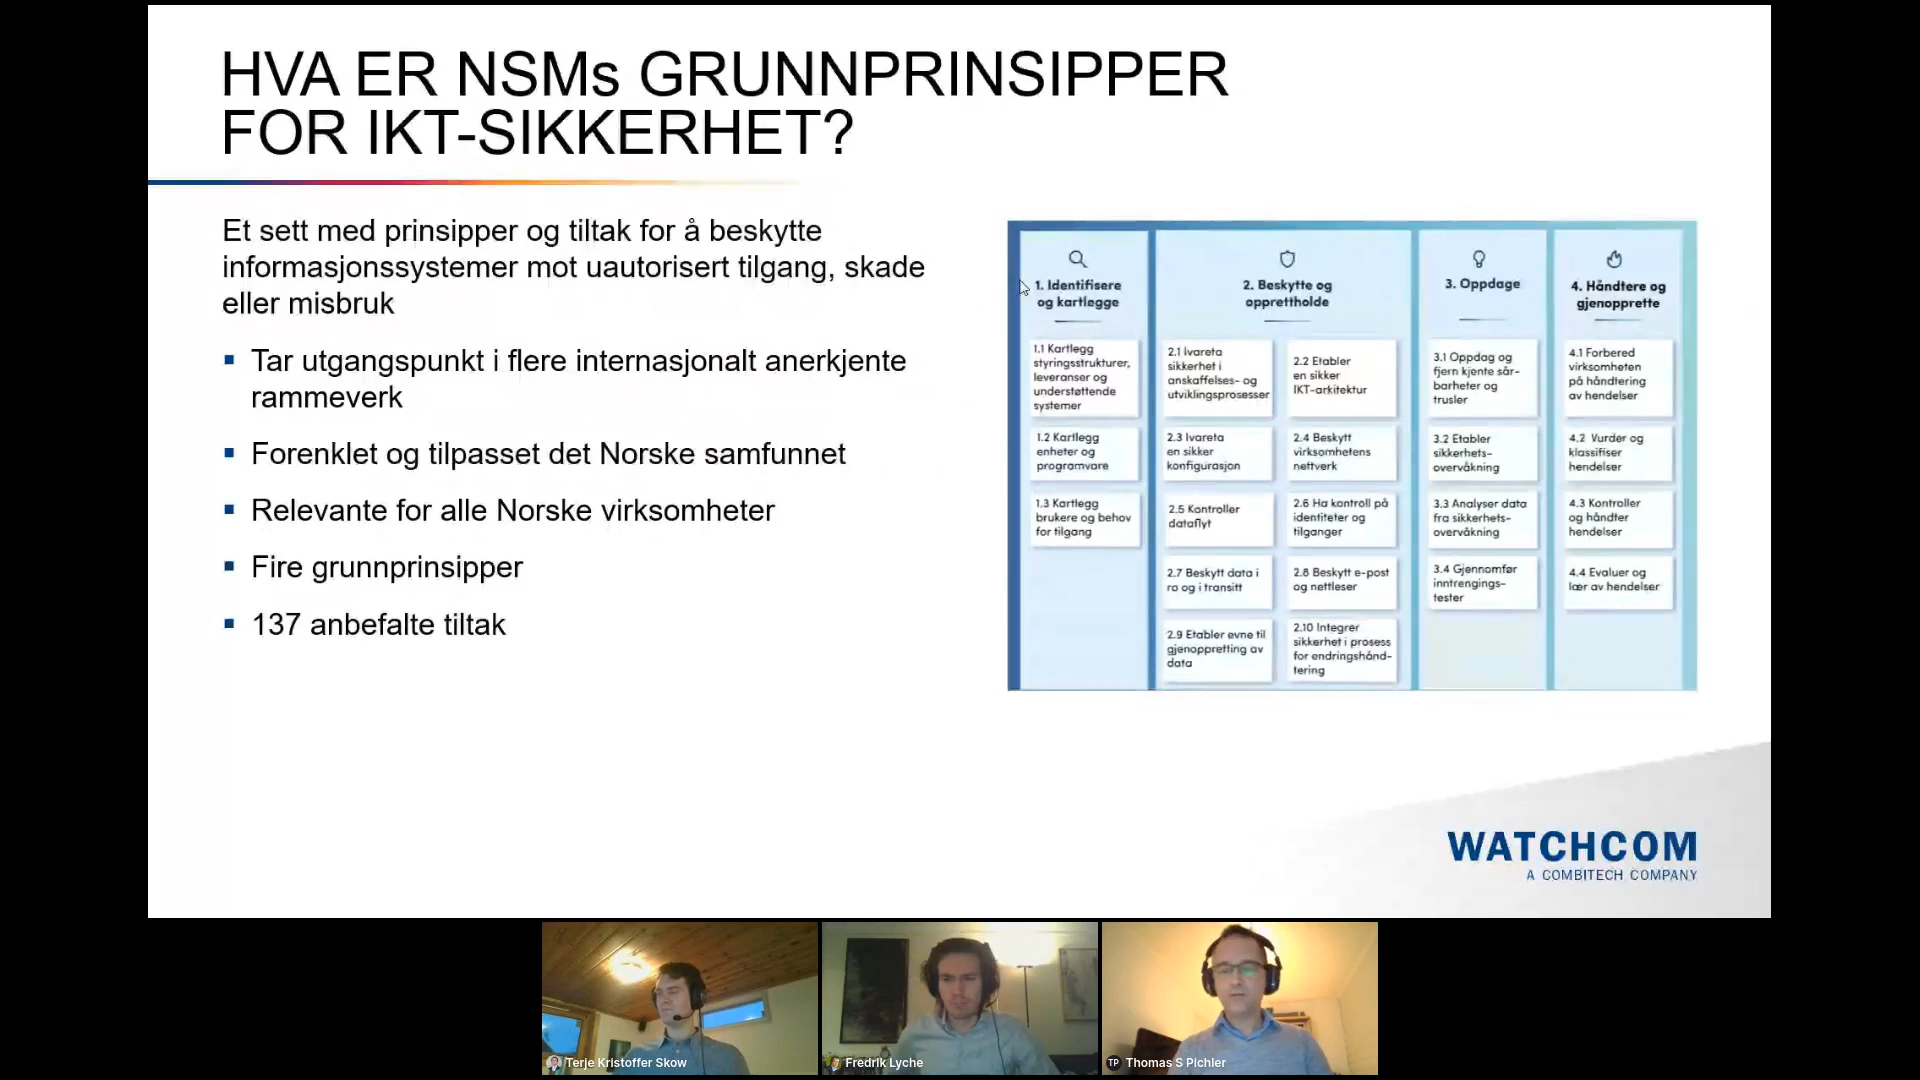 HVA ER NSMs GRUNNPRINSIPPER
FOR IKT-SIKKERHET?
Et sett med prinsipper og tiltak for å beskytte
informasjonssystemer mot uautorisert tilgang, skade
eller misbruk
Tar utgangspunkt i flere internasjonalt anerkjente
rammeverk
Forenklet og tilpasset det Norske samfunnet
Relevante for alle Norske virksomheter
Fire grunnprinsipper
137 anbefalte tiltak
1. Identifisere
og kartlegge
1.1 Kartlegg
styringsstrukturer,
leveranser og
understøttende
systemer
1.2 Kartlegg
enheter og
programvare
1.3 Kartlegg
brukere og behov
for tilgang
2. Beskytte og
opprettholde
2.1 Ivareta
sikkerhet i
anskaffelses- og
utviklingsprosesser
2.2 Etabler
en sikker
IKT-arkitektur
2.3 Ivareta
en sikker
konfigurasjon
2.4 Beskytt
virksomhetens
nettverk
2.5 Kontroller
dataflyt
2.6 Ha kontroll på
identiteter og
tilganger
2.7 Beskytt data i
ro og i transitt
2.8 Beskytt e-post
og nettleser
2.9 Etabler evne til
gjenoppretting av
data
2.10 Integrer
sikkerhet i prosess
for endringshånd-
tering
3. Oppdage
3.1 Oppdag og
fjern kjente sår-
barheter og
trusler
3.2 Etabler
sikkerhets-
overvåkning
3.3 Analyser data
fra sikkerhets-
overvåkning
3.4 Gjennomfør
inntrengings-
tester
4. Håndtere og
gjenopprette
4.1 Forbered
virksomheten
på håndtering
av hendelser
4.2 Vurder og
klassifiser
hendelser
4.3 Kontroller
og håndter
hendelser
4.4 Evaluer og
lær av hendelser
WATCHCOM
A COMBITECH COMPANY
Terje Kristoffer Skow
Fredrik Lyche
TP Thomas S Pichler